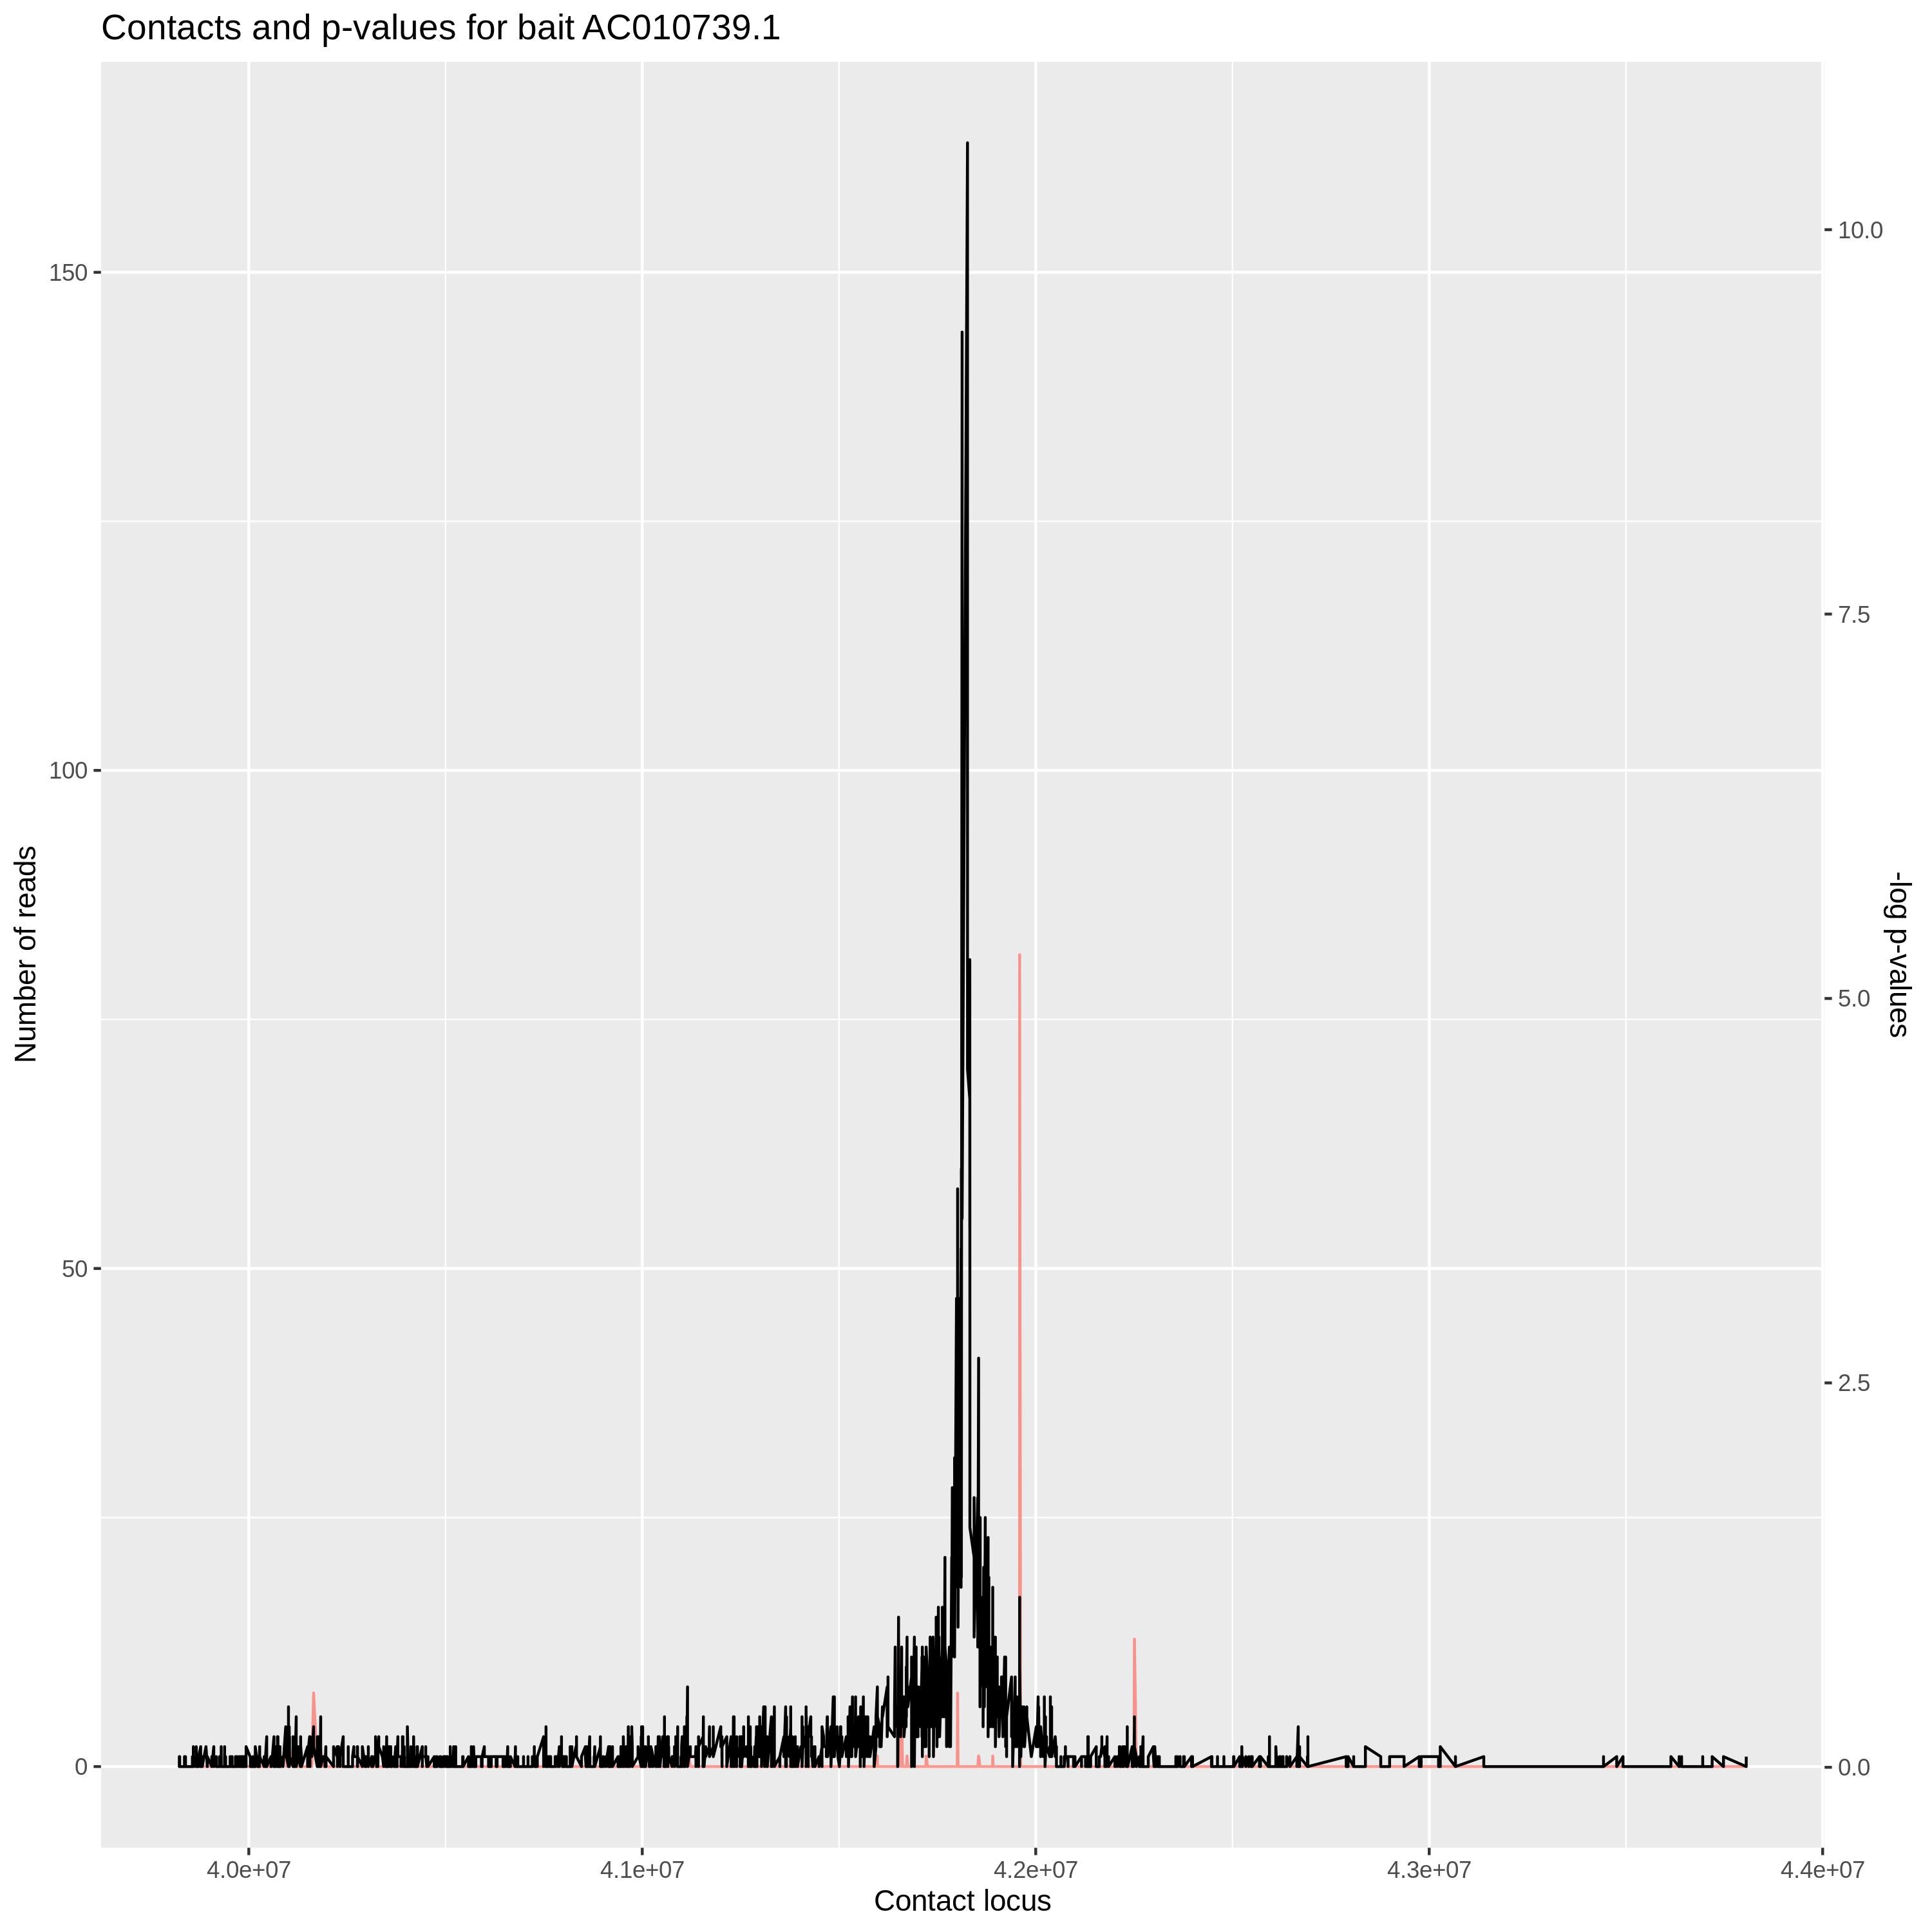 Contacts and p-values for bait AC010739.1
150
100
50
0
Number of reads
10.0
7.5
5.0
2.5
0.0
-log p-values
4.0e+07
4.1e+07
4.2e+07
4.3e+07
4.4e+07
Contact locus